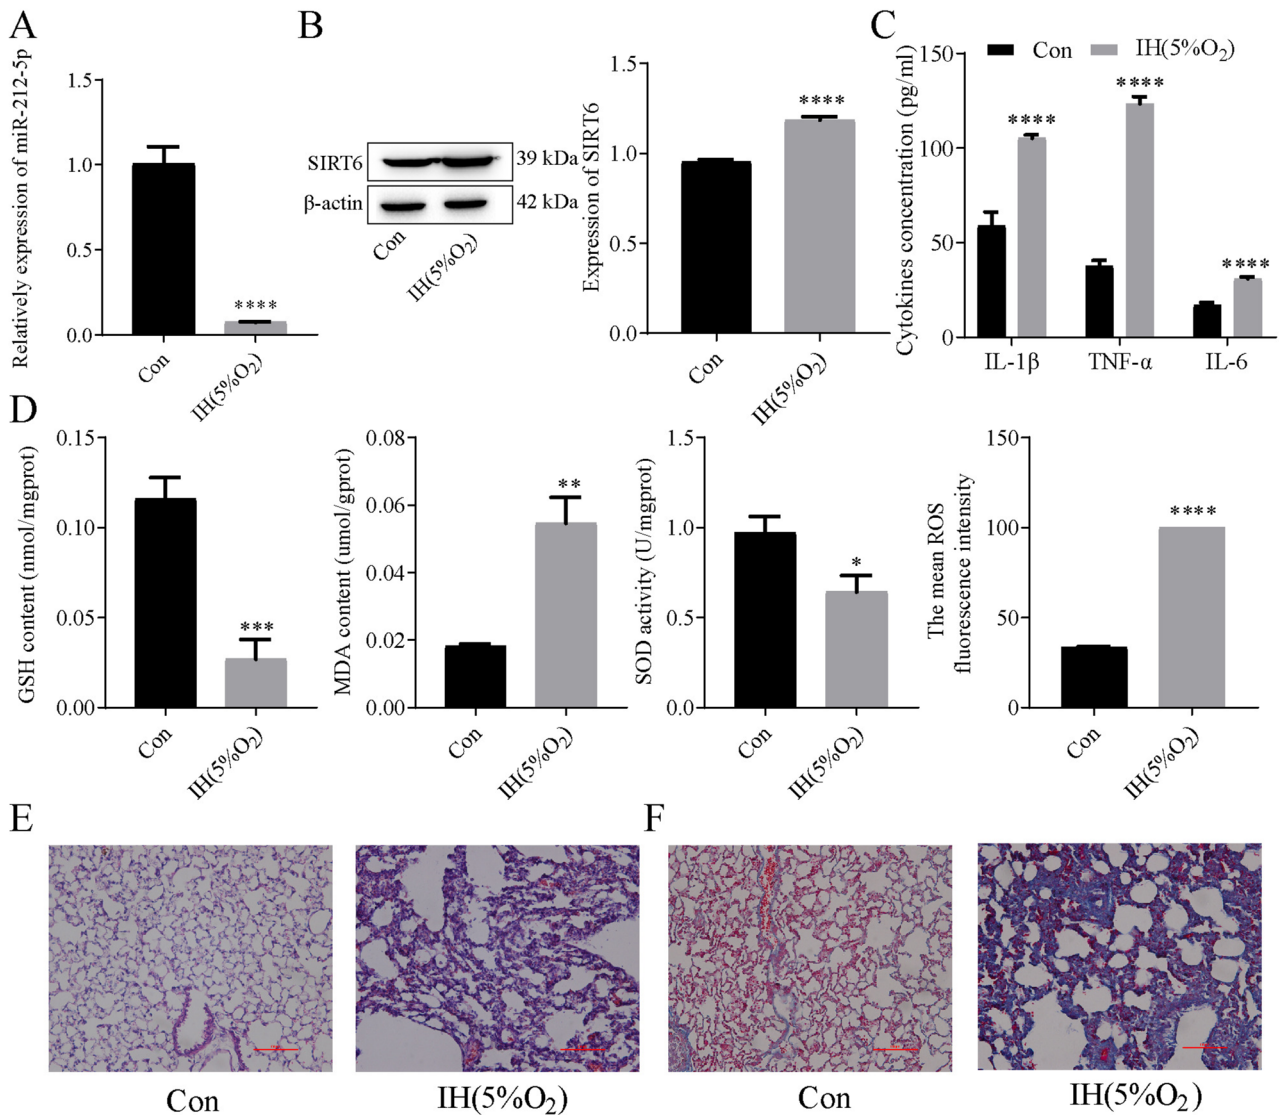 A
Relatively expression of miR-212-5p
1.5
1.0
0.5
0.0
****
Con
IH(5%O2)
B
SIRT6
39 kDa
β-actin
42 kDa
Con
IH(5%O2)
Expression of SIRT6
1.5
1.0
0.5
0.0
****
Con
IH(5%O2)
C
Cytokines concentration (pg/ml)
Con
IH(5%O2)
150
100
50
0
****
****
****
IL-1β
TNF-α
IL-6
D
GSH content (nmol/mgprot)
0.15
0.10
0.05
0.00
***
Con
IH(5%O2)
MDA content (umol/gprot)
0.08
0.06
0.04
0.02
0.00
**
Con
IH(5%O2)
SOD activity (U/mgprot)
1.5
1.0
0.5
0.0
*
Con
IH(5%O2)
The mean ROS
fluorescence intensity
150
100
50
0
****
Con
IH(5%O2)
E
Con
IH(5%O2)
F
Con
IH(5%O2)